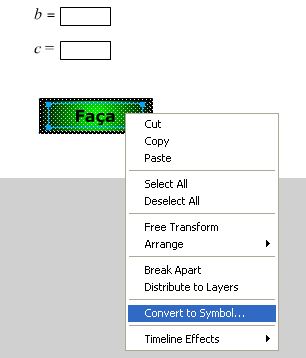 b =
c =
Faça
Cut
Copy
Paste
Select All
Deselect All
Free Transform
Arrange
Break Apart
Distribute to Layers
Convert to Symbol...
Timeline Effects